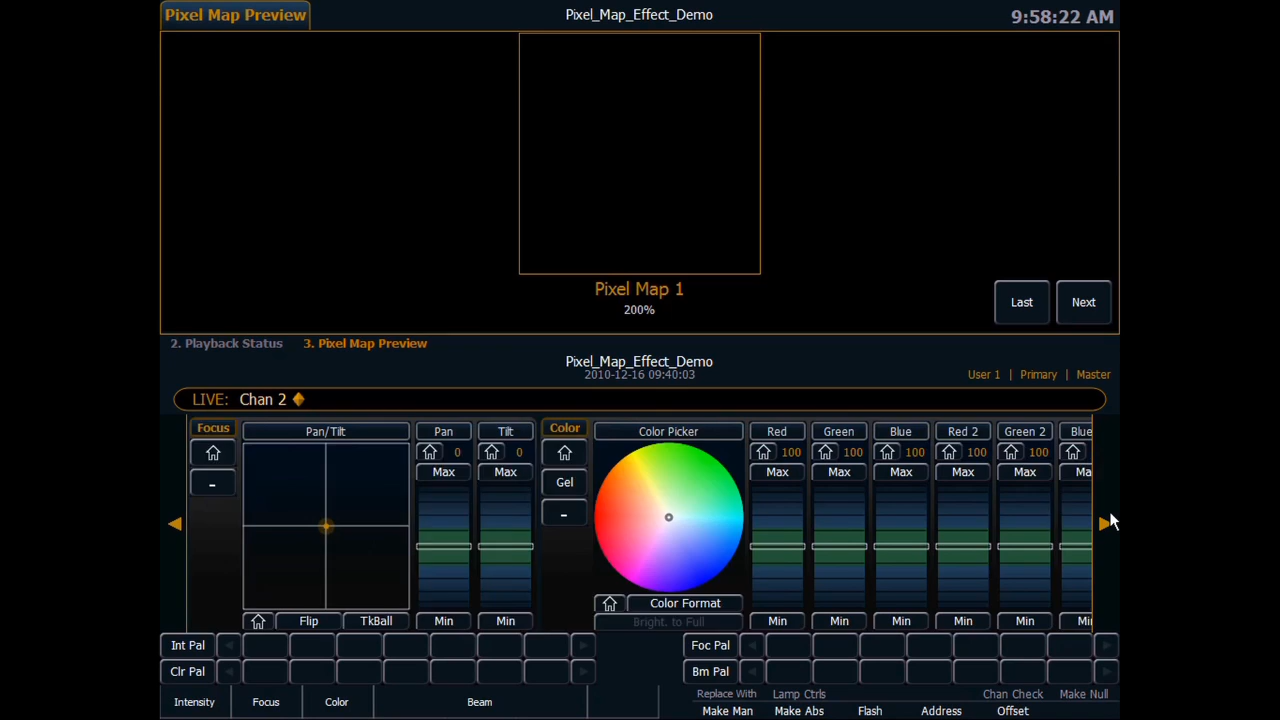 Pixel Map Preview
Pixel_Map_Effect_Demo
9:58:22 AM
Pixel Map 1
200%
Last
Next
2. Playback Status
3. Pixel Map Preview
Pixel_Map_Effect_Demo
2010-12-16 09:40:03
User 1 | Primary | Master
LIVE: Chan 2
Focus
Pan/Tilt
Pan
Tilt
Color
Color Picker
Red
Green
Blue
Red 2
Green 2
Blue
0
0
100
100
100
100
100
Max
Max
Max
Max
Max
Max
Max
Ma
-
Gel
-
Flip
TkBall
Min
Min
Color Format
Bright. to Full
Min
Min
Min
Min
Min
Mi
Int Pal
Foc Pal
Clr Pal
Bm Pal
Intensity
Focus
Color
Beam
Replace With
Lamp Ctrls
Chan Check
Make Null
Make Man
Make Abs
Flash
Address
Offset